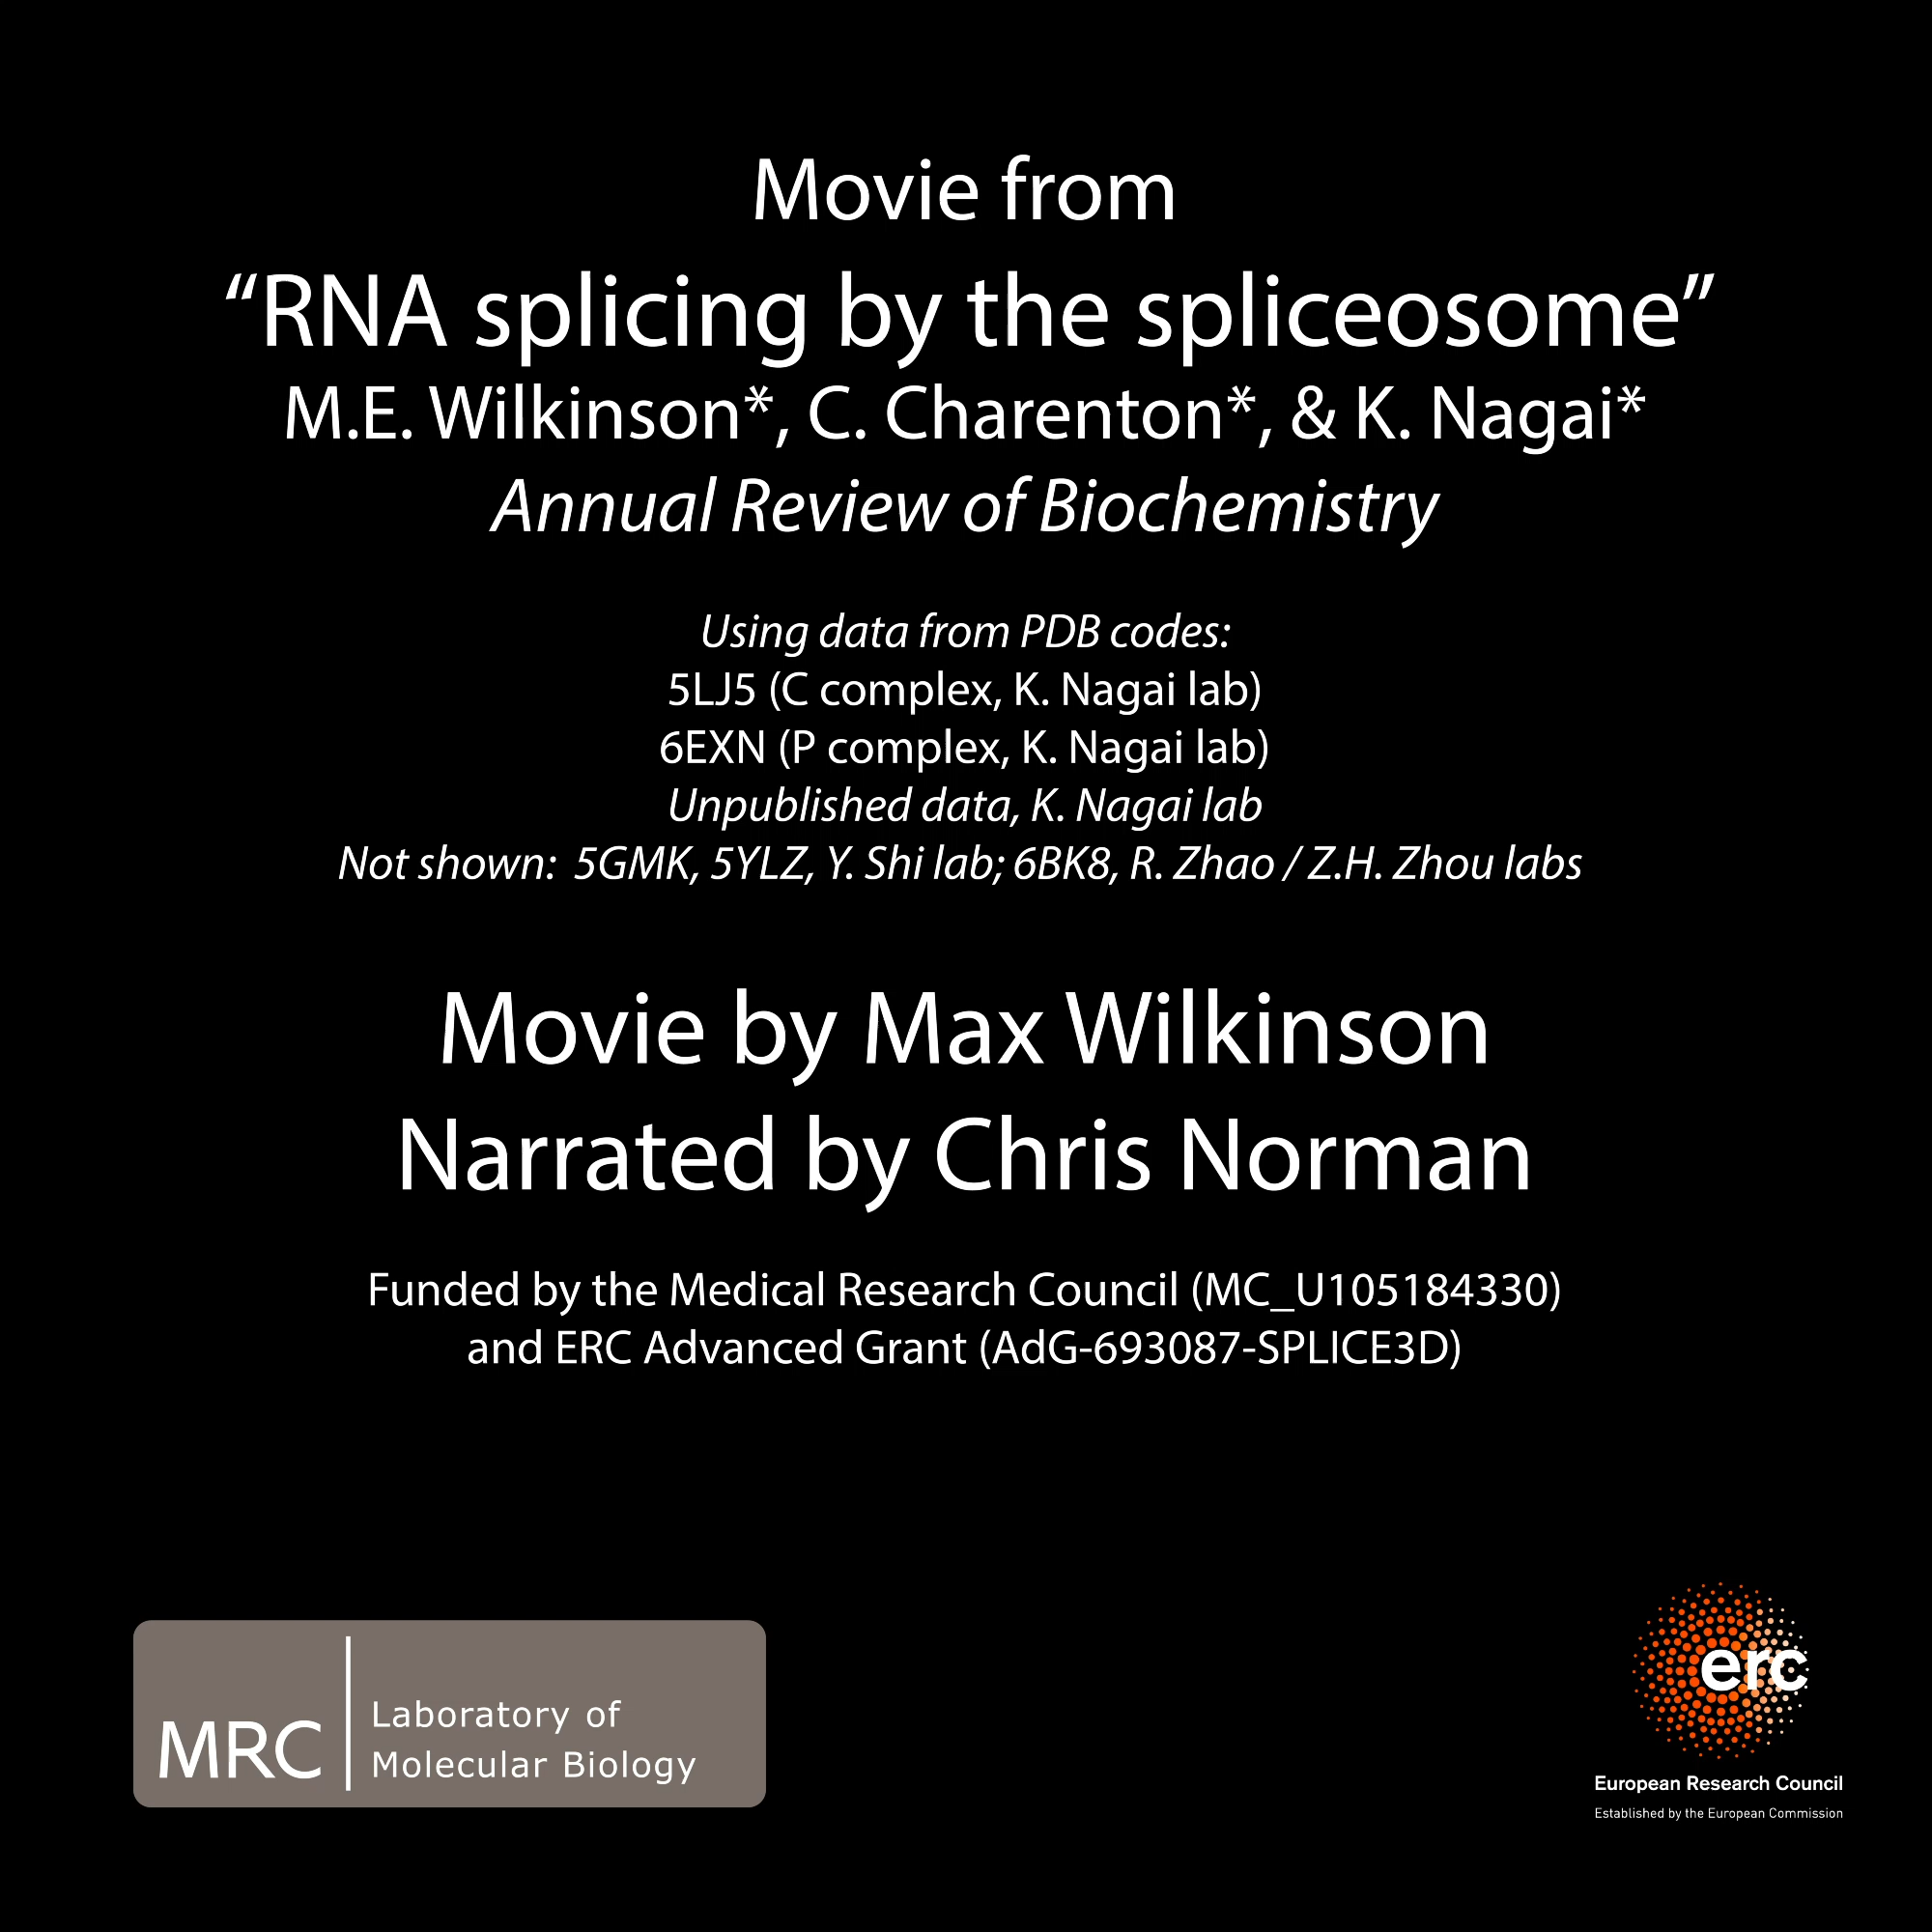 Movie from
“RNA splicing by the spliceosome”
M.E. Wilkinson*, C. Charenton*, & K. Nagai*
Annual Review of Biochemistry
Using data from PDB codes:
5LJ5 (C complex, K. Nagai lab)
6EXN (P complex, K. Nagai lab)
Unpublished data, K. Nagai lab
Not shown: 5GMK, 5YLZ, Y. Shi lab; 6BK8, R. Zhao / Z.H. Zhou labs
Movie by Max Wilkinson
Narrated by Chris Norman
Funded by the Medical Research Council (MC_U105184330)
and ERC Advanced Grant (AdG-693087-SPLICE3D)
MRC
Laboratory of
Molecular Biology
erc
European Research Council
Established by the European Commission